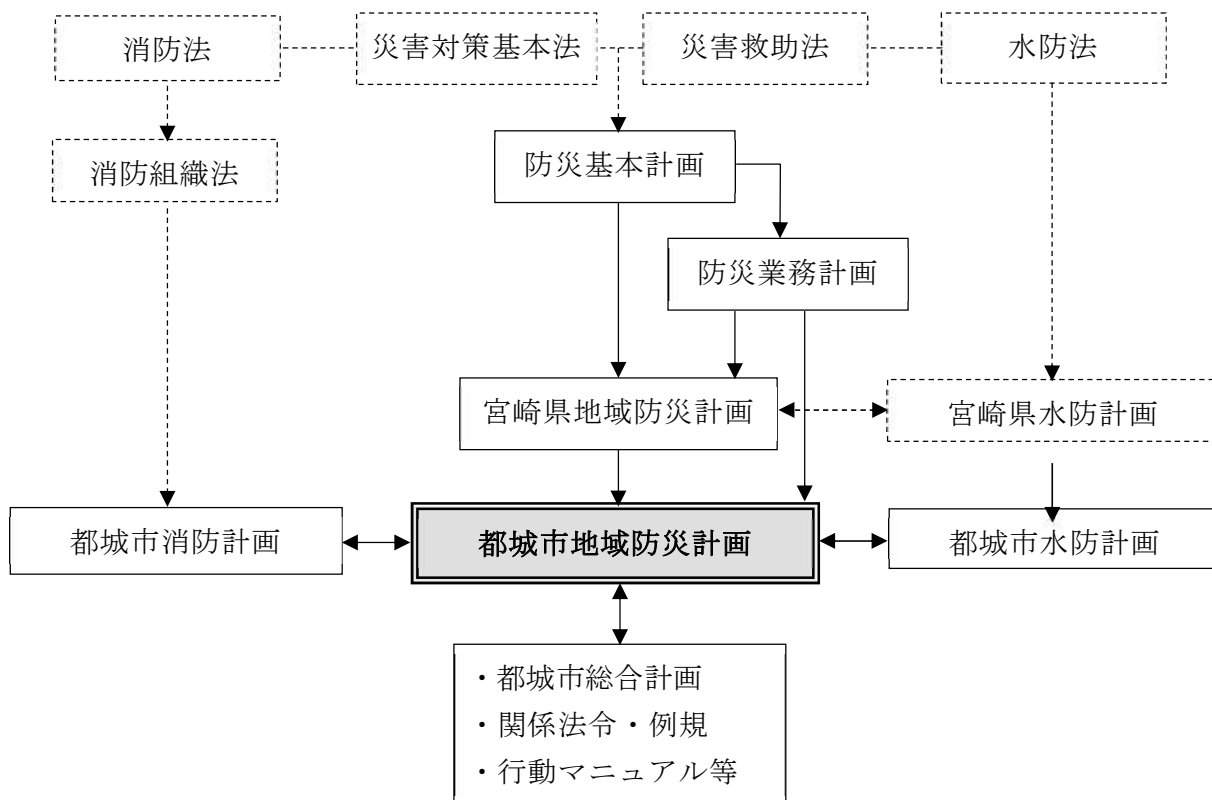 消防法
災害対策基本法
災害救助法
水防法
防災基本計画
消防組織法
防災業務計画
宮崎県地域防災計画
宮崎県水防計画
都城市消防計画
都城市地域防災計画
都城市水防計画
・都城市総合計画
・関係法令・例規
・行動マニュアル等